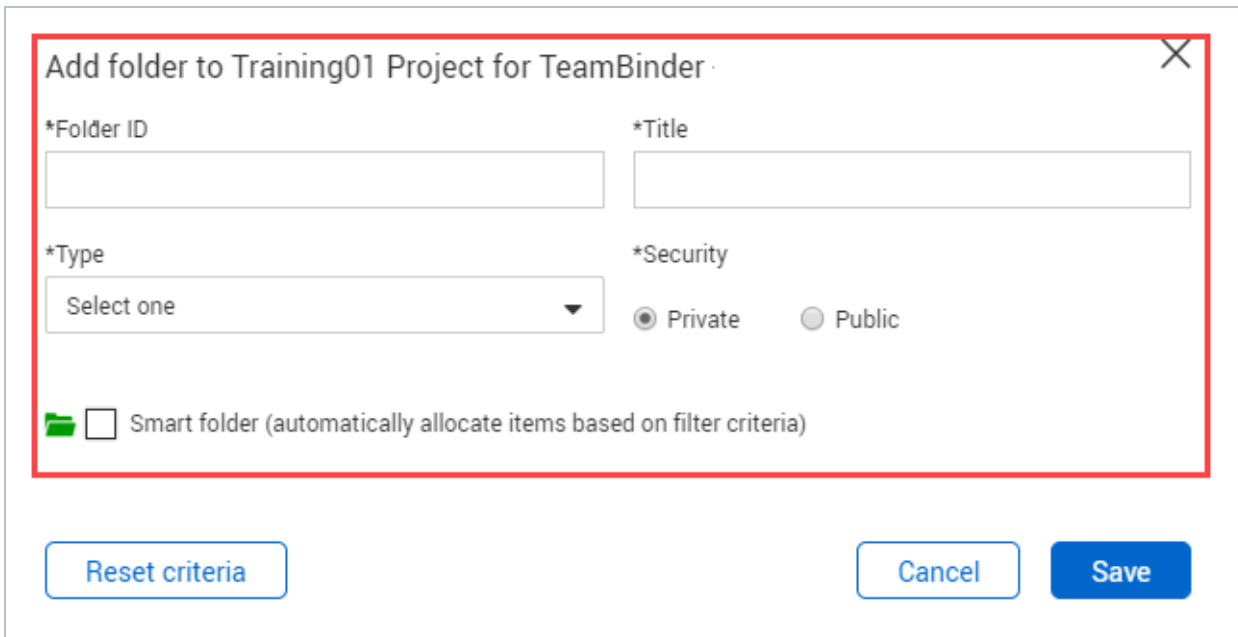 Add folder to Training01 Project for TeamBinder
*Folder ID
*Title
*Type
*Security
Select one
Private
Public
Smart folder (automatically allocate items based on filter criteria)
Reset criteria
Cancel
Save